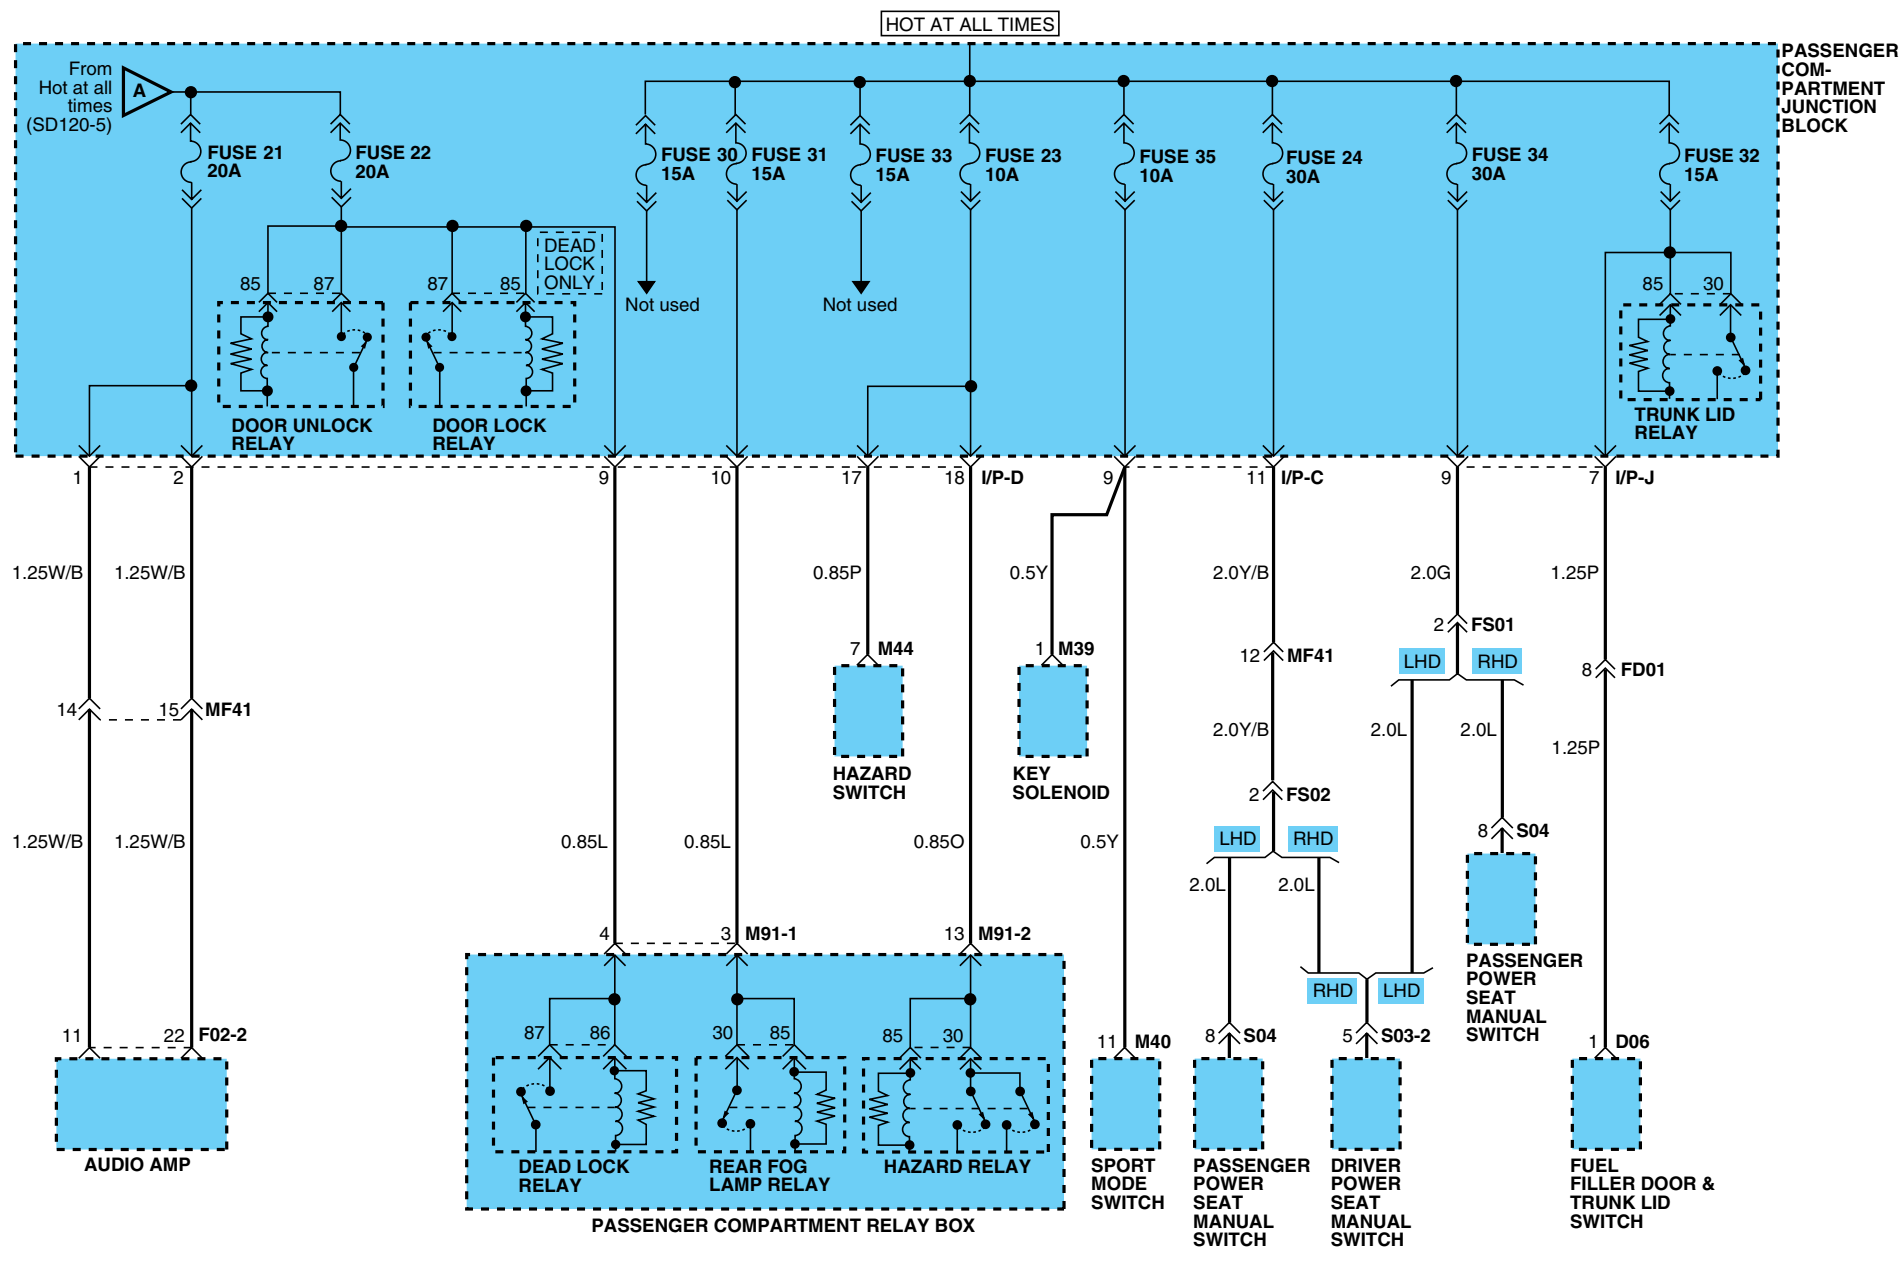 HOT AT ALL TIMES
PASSENGER
COM-
PARTMENT
JUNCTION
BLOCK
From
Hot at all
times
(SD120-5)
A
FUSE 21
20A
FUSE 22
20A
FUSE 30
15A
FUSE 31
15A
FUSE 33
15A
FUSE 23
10A
FUSE 35
10A
FUSE 24
30A
FUSE 34
30A
FUSE 32
15A
DEAD
LOCK
ONLY
85
87
87
85
Not used
Not used
85
30
DOOR UNLOCK
RELAY
DOOR LOCK
RELAY
TRUNK LID
RELAY
1
2
9
10
17
18
I/P-D
9
11
I/P-C
9
7
I/P-J
1.25W/B
1.25W/B
0.85P
0.5Y
2.0Y/B
2.0G
1.25P
2
FS01
7
M44
1
M39
12
MF41
LHD
RHD
8
FD01
14
15
MF41
2.0Y/B
2.0L
2.0L
1.25P
HAZARD
SWITCH
KEY
SOLENOID
2
FS02
1.25W/B
1.25W/B
0.85L
0.85L
0.85O
0.5Y
LHD
RHD
8
S04
2.0L
2.0L
4
3
M91-1
13
M91-2
PASSENGER
POWER
SEAT
MANUAL
SWITCH
RHD
LHD
11
22
F02-2
87
86
30
85
85
30
11
M40
8
S04
5
S03-2
1
D06
AUDIO AMP
DEAD LOCK
RELAY
REAR FOG
LAMP RELAY
HAZARD RELAY
PASSENGER COMPARTMENT RELAY BOX
SPORT
MODE
SWITCH
PASSENGER
POWER
SEAT
MANUAL
SWITCH
DRIVER
POWER
SEAT
MANUAL
SWITCH
FUEL
FILLER DOOR &
TRUNK LID
SWITCH